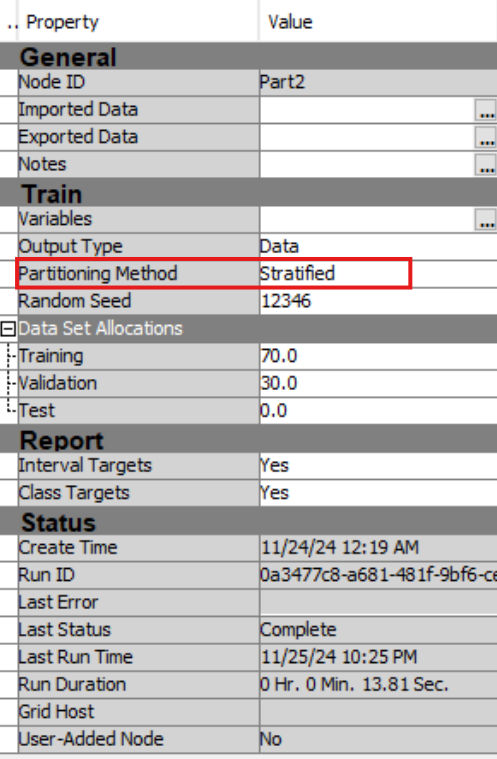 .. Property Value
General
Node ID Part2
Imported Data ...
Exported Data ...
Notes ...
Train
Variables ...
Output Type Data
Partitioning Method Stratified
Random Seed 12346
Data Set Allocations
Training 70.0
Validation 30.0
Test 0.0
Report
Interval Targets Yes
Class Targets Yes
Status
Create Time 11/24/24 12:19 AM
Run ID 0a3477c8-a681-481f-9bf6-ce
Last Error
Last Status Complete
Last Run Time 11/25/24 10:25 PM
Run Duration 0 Hr. 0 Min. 13.81 Sec.
Grid Host
User-Added Node No